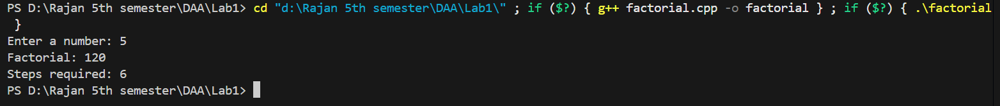 PS D:\Rajan 5th semester\DAA\Lab1> cd "d:\Rajan 5th semester\DAA\Lab1\" ; if ($?) { g++ factorial.cpp -o factorial } ; if ($?) { .\factorial
 }
Enter a number: 5
Factorial: 120
Steps required: 6
PS D:\Rajan 5th semester\DAA\Lab1>